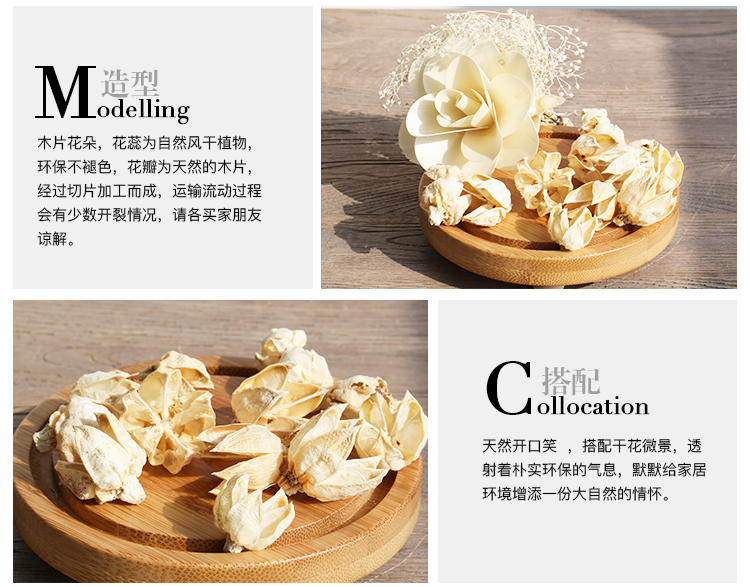 造型
Modelling
木片花朵，花蕊为自然风干植物，
环保不褪色，花瓣为天然的木片，
经过切片加工而成，运输流动过程
会有少数开裂情况，请各买家朋友
谅解。
搭配
Collocation
天然开口笑 ，搭配干花微景，透
射着朴实环保的气息，默默给家居
环境增添一份大自然的情怀。